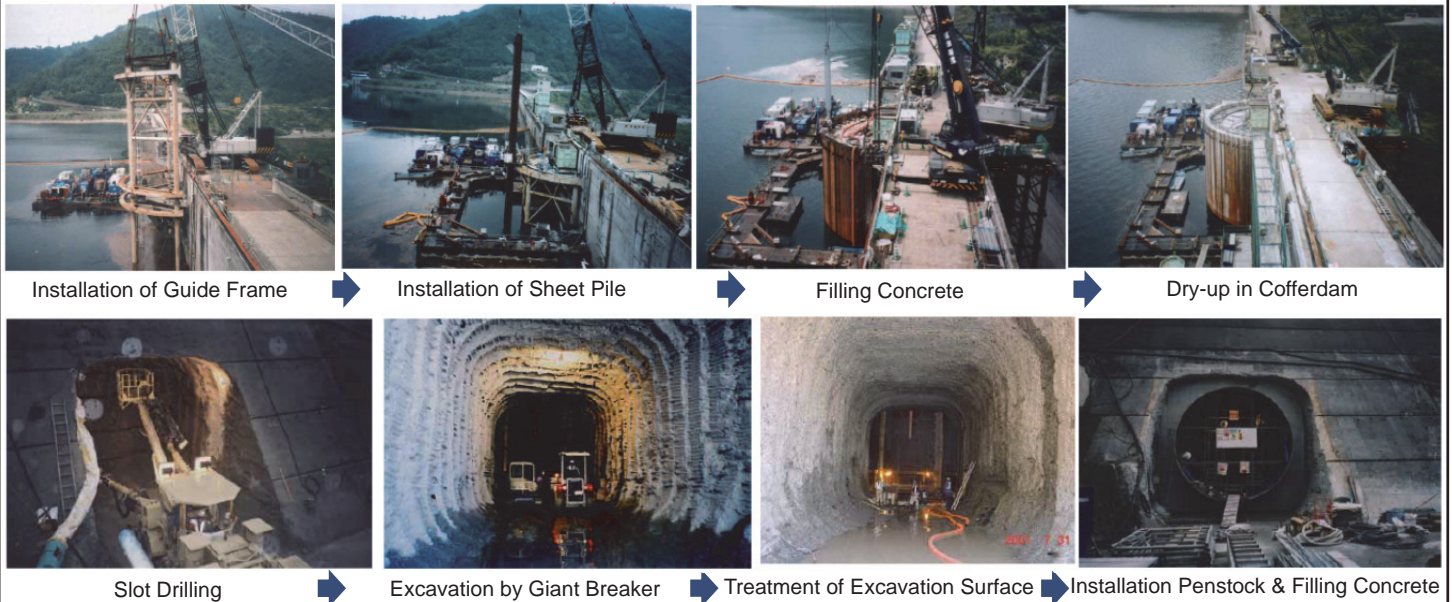 Installation of Guide Frame
Installation of Sheet Pile
Filling Concrete
Dry-up in Cofferdam
Slot Drilling
Excavation by Giant Breaker
Treatment of Excavation Surface
Installation Penstock & Filling Concrete